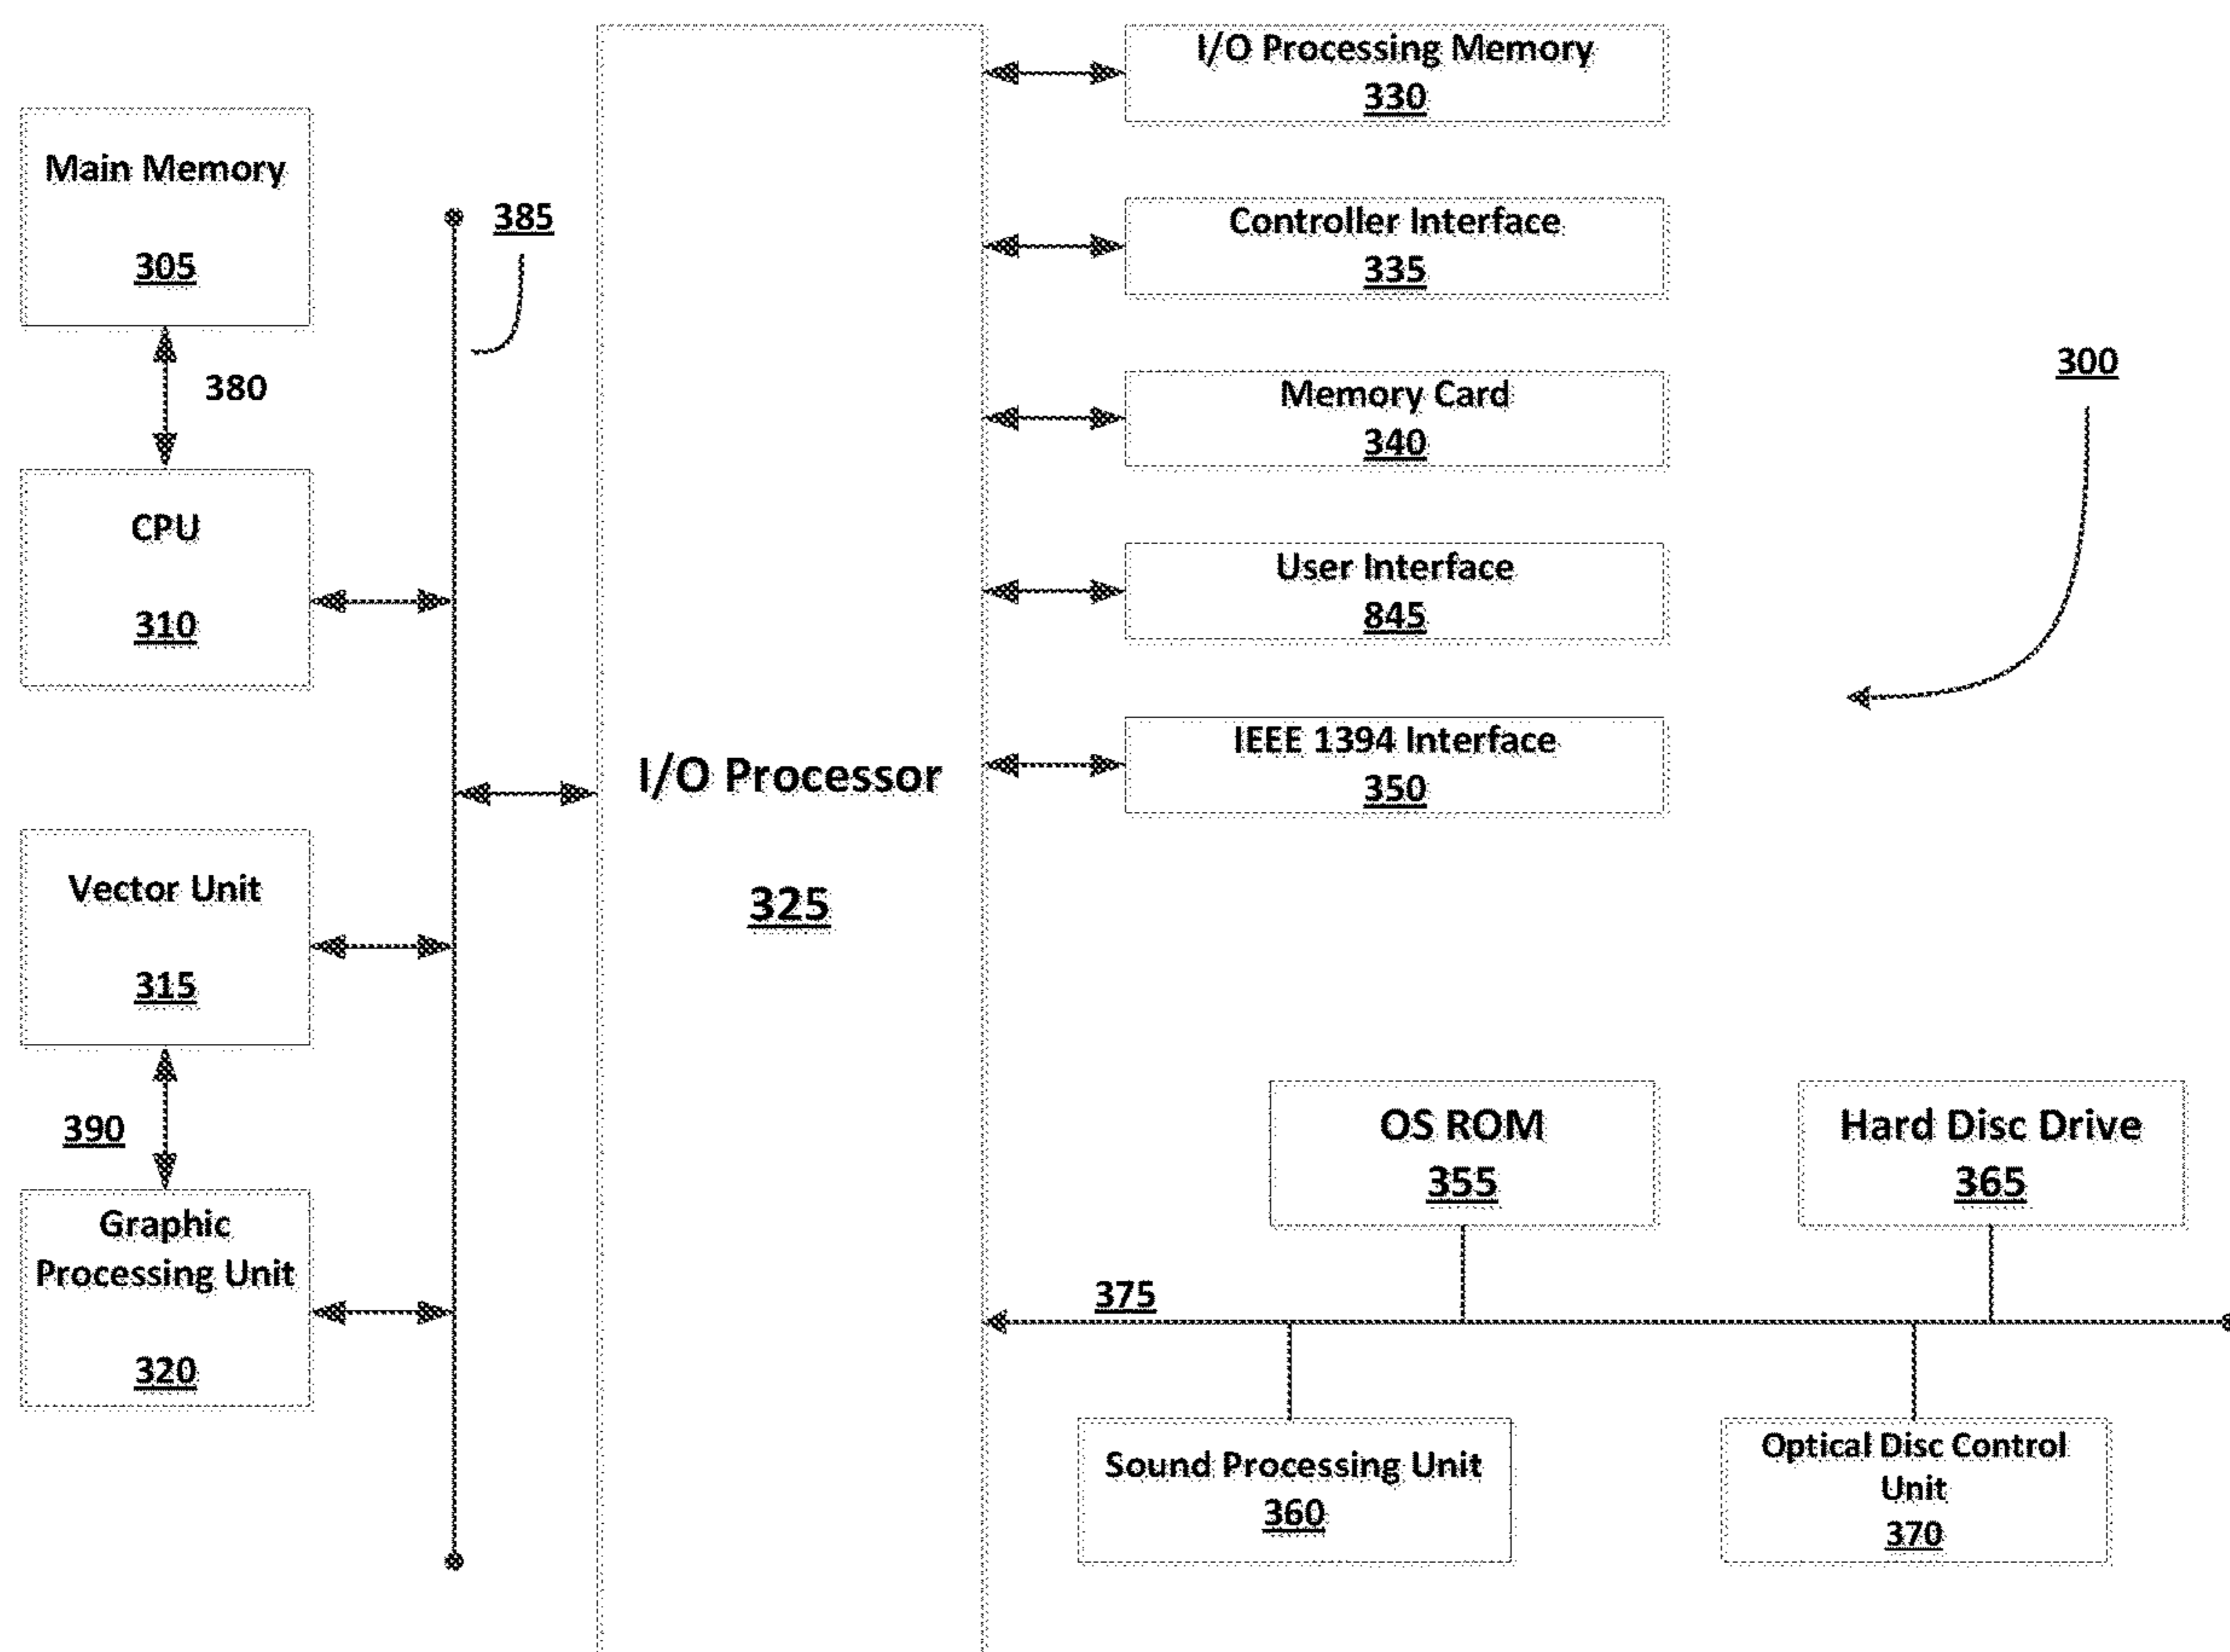 I/O Processing Memory
330
Main Memory
305
385
Controller Interface
335
380
Memory Card
340
300
CPU
310
User Interface
845
IEEE 1394 Interface
350
I/O Processor
325
Vector Unit
315
390
OS ROM
355
Hard Disc Drive
365
Graphic
Processing Unit
320
375
Sound Processing Unit
360
Optical Disc Control
Unit
370